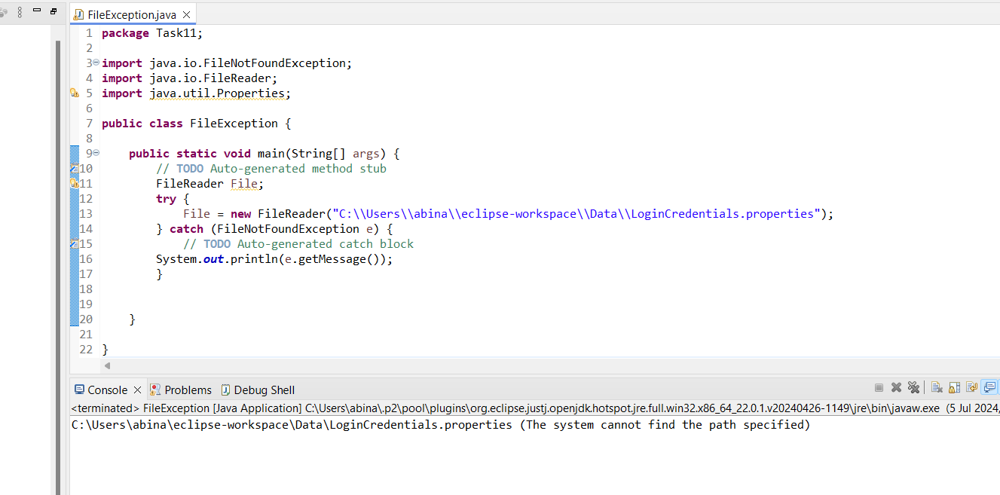 FileException.java
1 package Task11;
2
3 import java.io.FileNotFoundException;
4 import java.io.FileReader;
5 import java.util.Properties;
6
7 public class FileException {
8
9     public static void main(String[] args) {
10         // TODO Auto-generated method stub
11         FileReader File;
12         try {
13             File = new FileReader("C:\\Users\\abina\\eclipse-workspace\\Data\\LoginCredentials.properties");
14         } catch (FileNotFoundException e) {
15             // TODO Auto-generated catch block
16         System.out.println(e.getMessage());
17         }
18
19
20     }
21
22 }
Console Problems Debug Shell
<terminated> FileException [Java Application] C:\Users\abina\.p2\pool\plugins\org.eclipse.justj.openjdk.hotspot.jre.full.win32.x86_64_22.0.1.v20240426-1149\jre\bin\javaw.exe (5 Jul 2024,
C:\Users\abina\eclipse-workspace\Data\LoginCredentials.properties (The system cannot find the path specified)